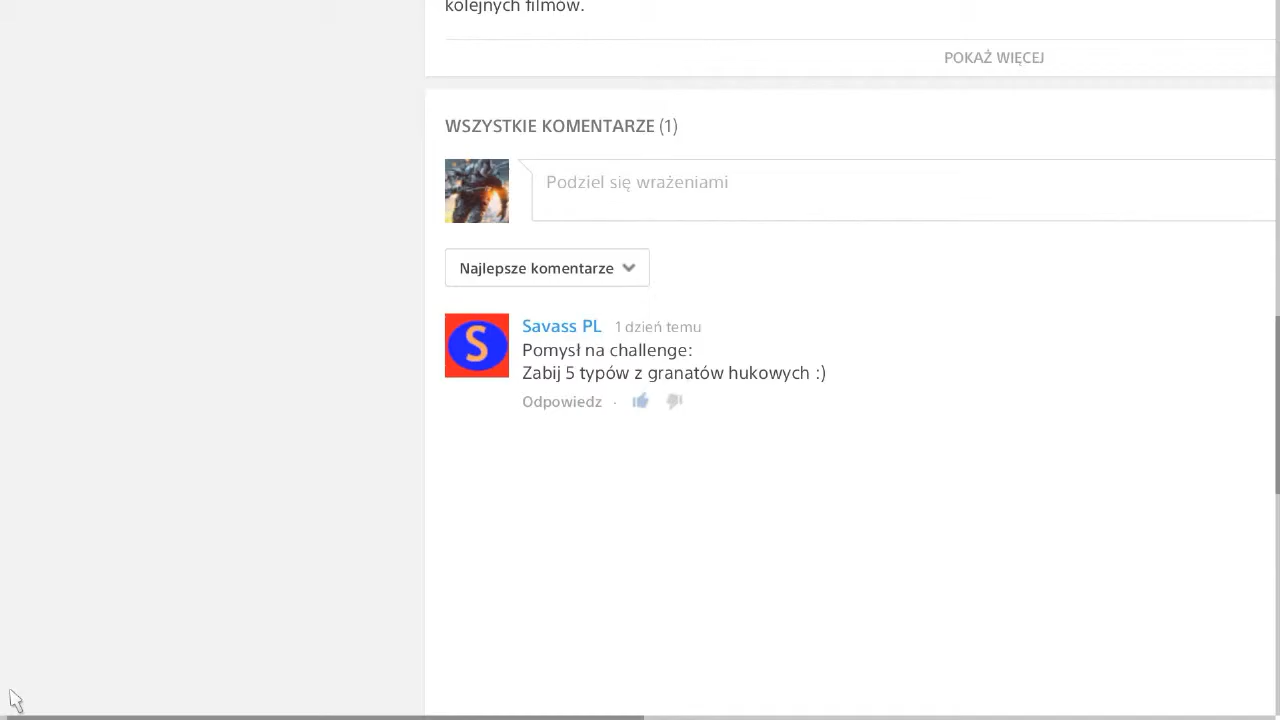 kolejnych filmów.
POKAŻ WIĘCEJ
WSZYSTKIE KOMENTARZE (1)
Podziel się wrażeniami
Najlepsze komentarze
S
Savass PL 1 dzień temu
Pomysł na challenge:
Zabij 5 typów z granatów hukowych :)
Odpowiedz ·